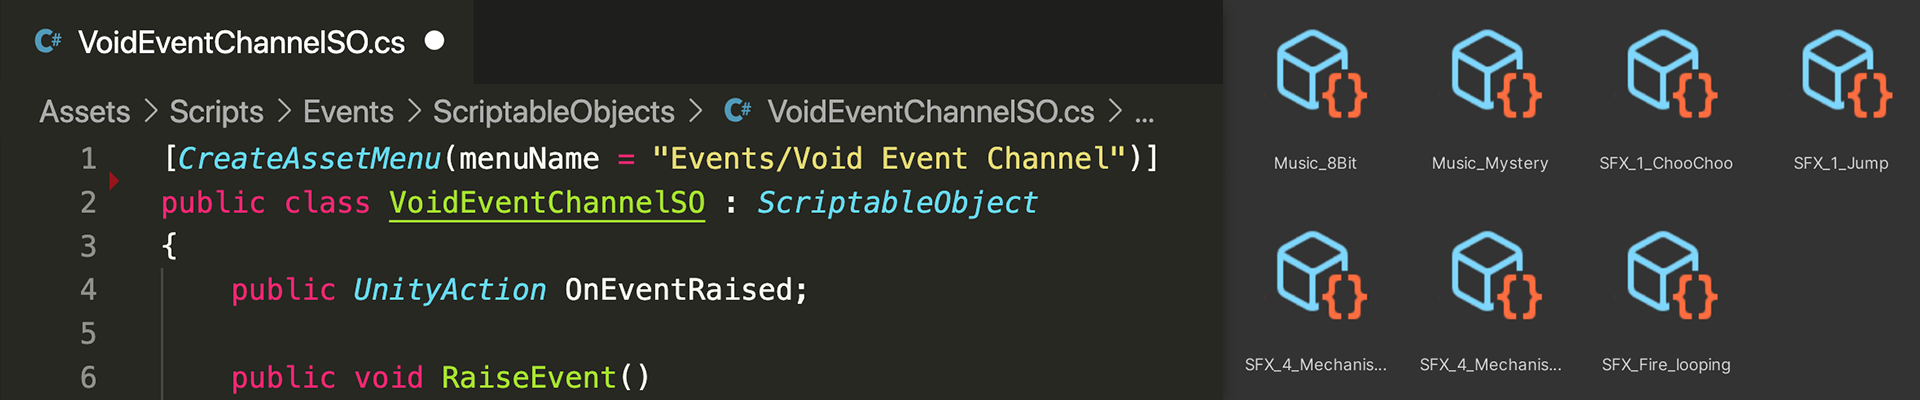 C# VoidEventChannelSO.cs
Assets > Scripts > Events > ScriptableObjects > C# VoidEventChannelSO.cs > ...
1 [CreateAssetMenu(menuName = "Events/Void Event Channel")]
2 public class VoidEventChannelSO : ScriptableObject
3 {
4 public UnityAction OnEventRaised;
5
6 public void RaiseEvent()
{} {} {} {}
Music_8Bit Music_Mystery SFX_1_ChooChoo SFX_1_Jump
{} {} {}
SFX_4_Mechanis... SFX_4_Mechanis... SFX_Fire_looping